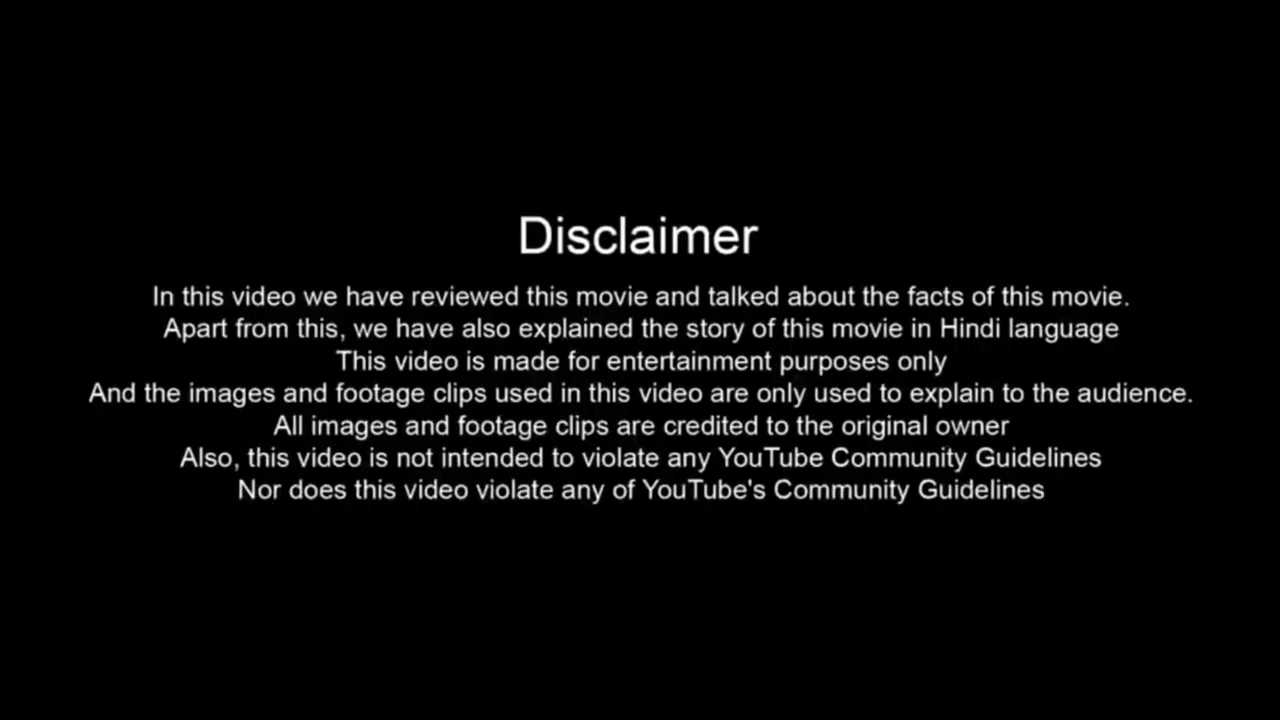 Disclaimer
In this video we have reviewed this movie and talked about the facts of this movie.
Apart from this, we have also explained the story of this movie in Hindi language
This video is made for entertainment purposes only
And the images and footage clips used in this video are only used to explain to the audience.
All images and footage clips are credited to the original owner
Also, this video is not intended to violate any YouTube Community Guidelines
Nor does this video violate any of YouTube's Community Guidelines